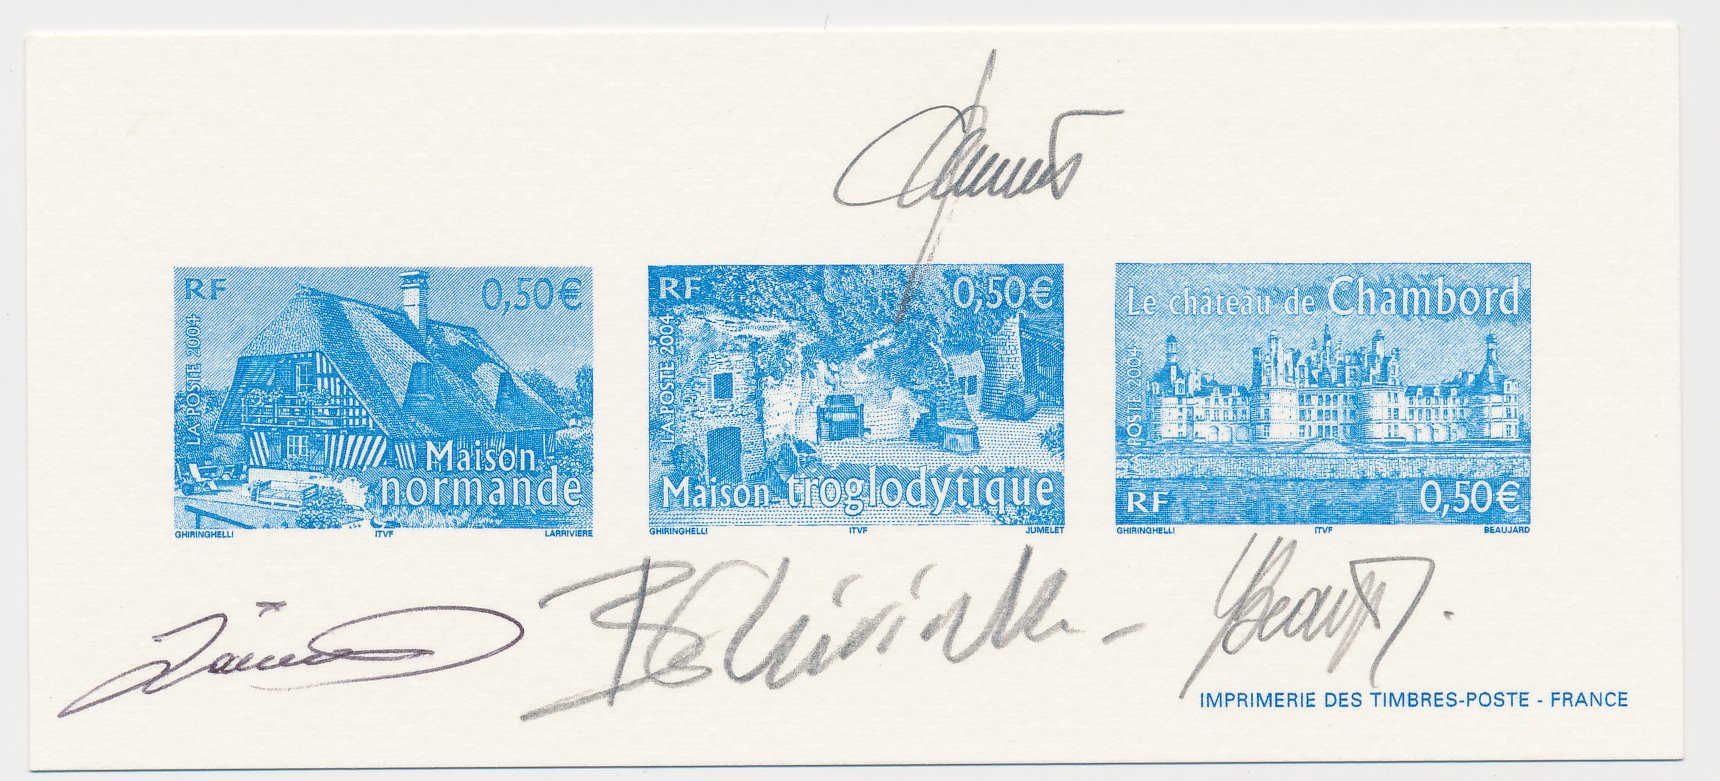 RF 0,50€
LA POSTE 2004
Maison
normande
GHIRINGHELLI ITVF LARRIVIERE
RF 0,50€
LA POSTE 2004
Maison troglodytique
GHIRINGHELLI ITVF JUMELET
Le château de Chambord
LA POSTE 2004
RF 0,50€
GHIRINGHELLI ITVF BEAUJARD
IMPRIMERIE DES TIMBRES-POSTE - FRANCE